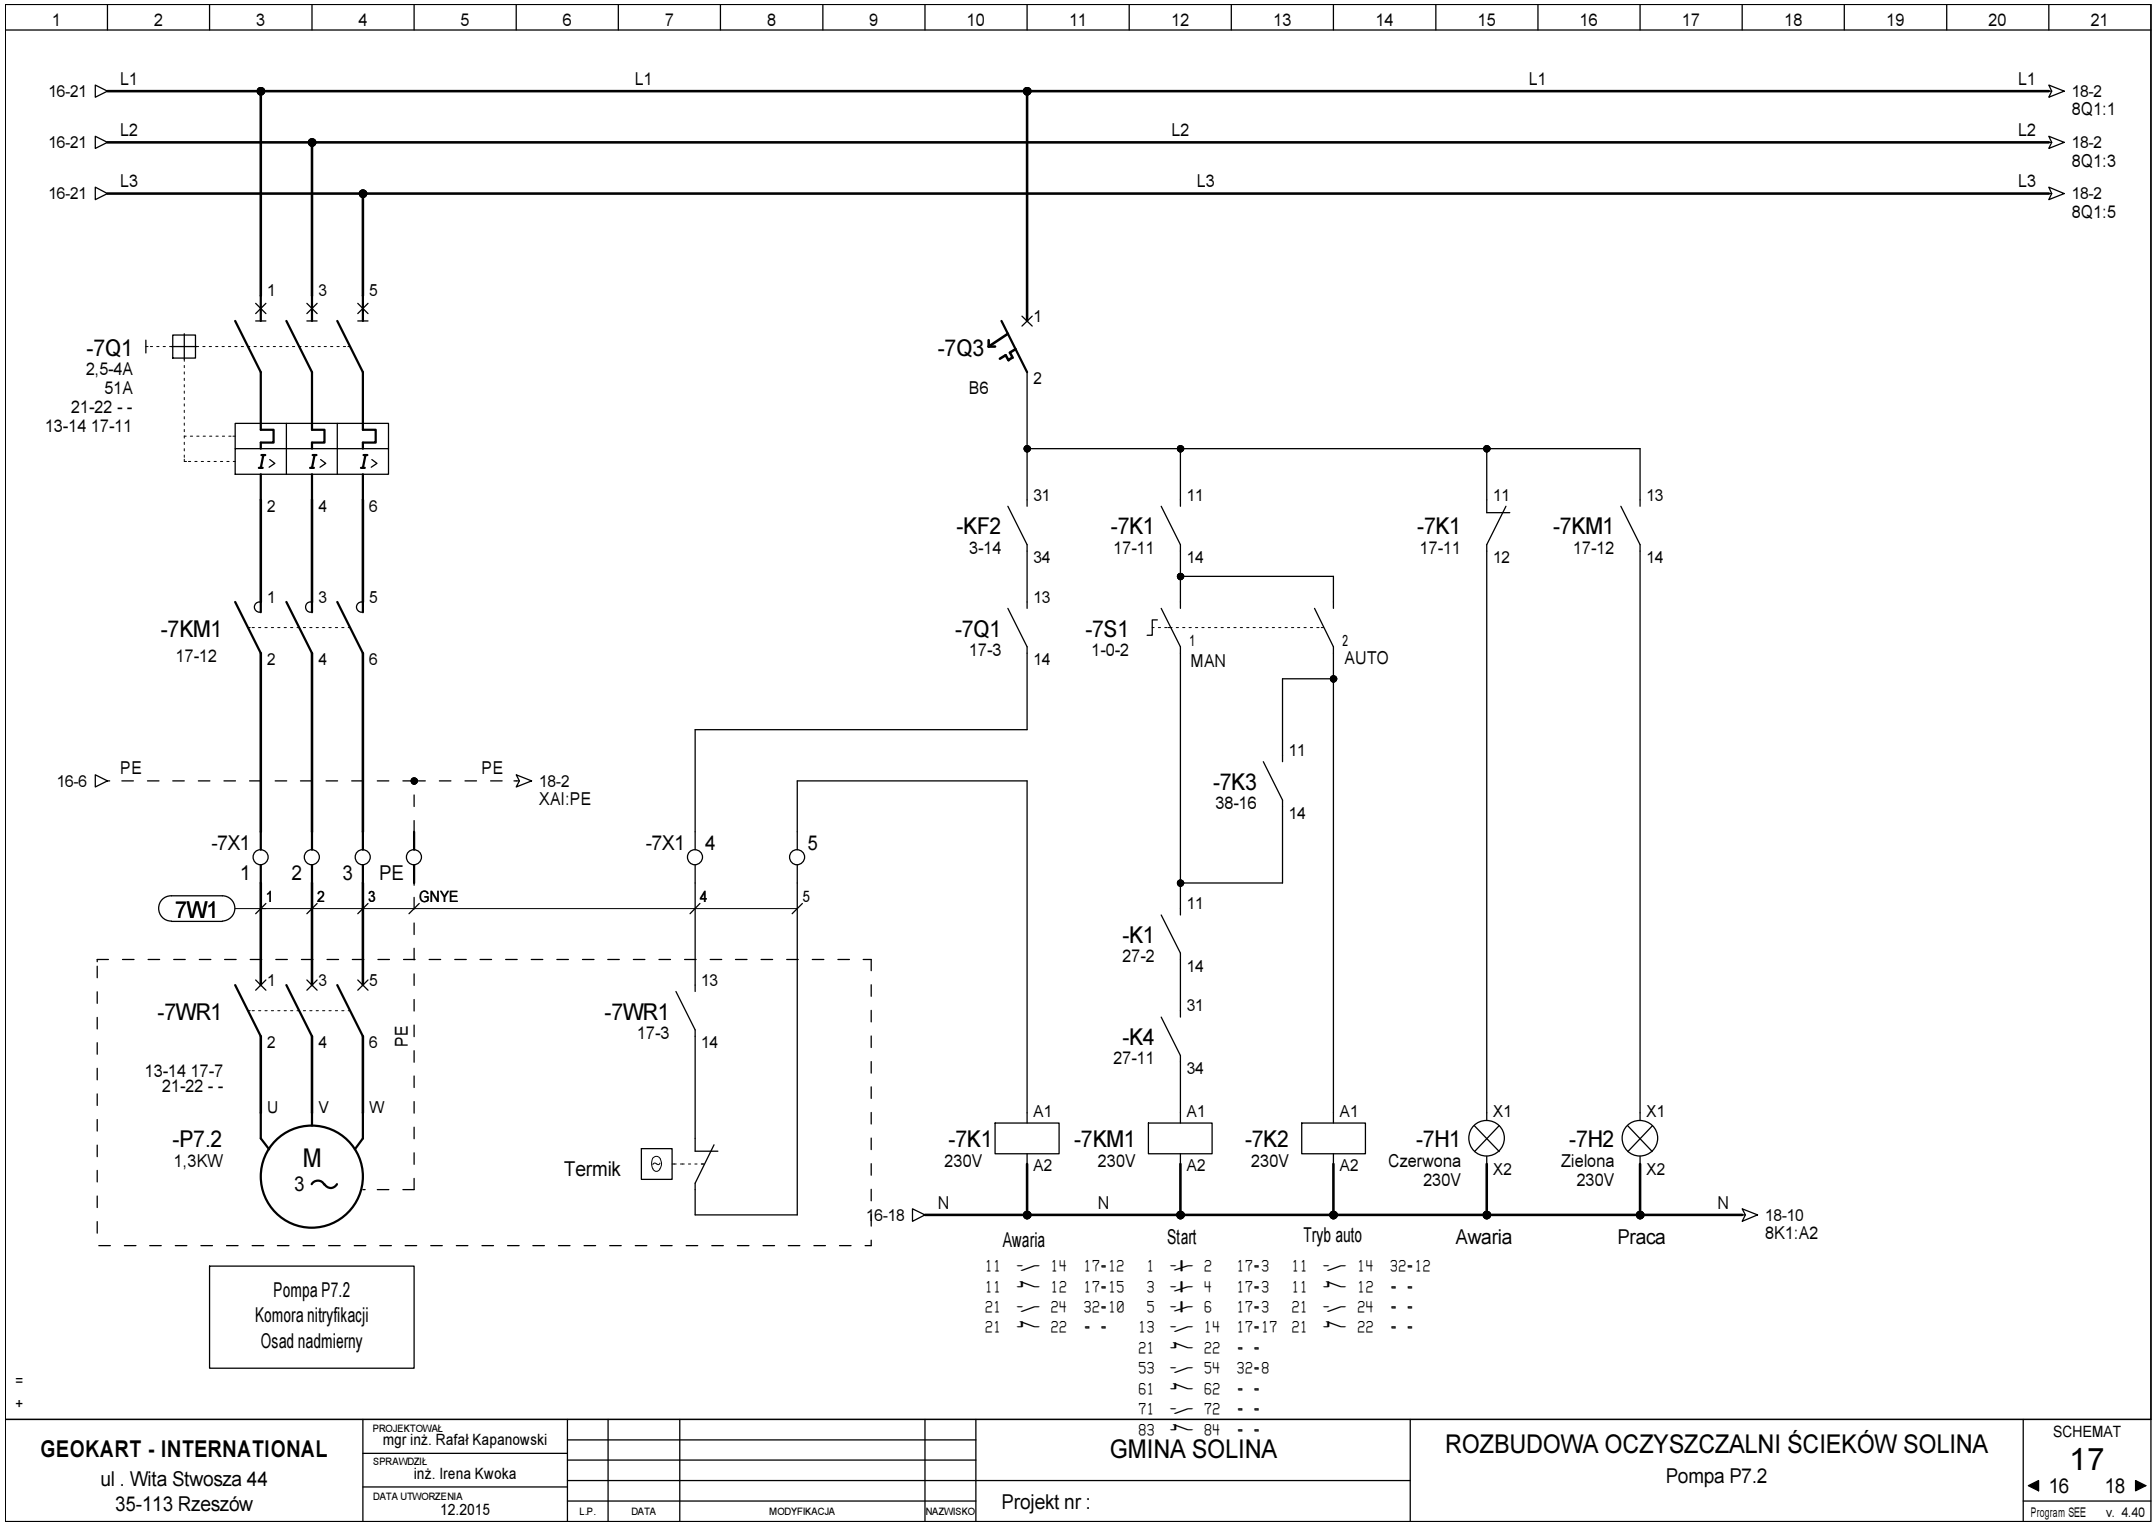 1 2 3 4 5 6 7 8 9 10 11 12 13 14 15 16 17 18 19 20 21
16-21 L1 L1 L1 L1 18-2
8Q1:1
16-21 L2 L2 L2 18-2
8Q1:3
16-21 L3 L3 L3 18-2
8Q1:5
1 3 5
-7Q1
2,5-4A
51A
21-22 - -
13-14 17-11
I> I> I>
2 4 6
-7KM1
17-12
1 3 5
2 4 6
16-6 PE PE 18-2
XAI:PE
-7X1
1 2 3 PE
7W1
1 2 3 GNYE 4 5
-7X1 4 5
-7WR1
1 3 5
2 4 6
PE
13-14 17-7
21-22 - -
U V W
-P7.2
1,3KW
M
3
-7WR1
17-3
13
14
Termik
-7Q3
B6
1
2
-KF2
3-14
31
34
-7Q1
17-3
13
14
-7K1
17-11
11
14
-7S1
1-0-2
1
MAN
2
AUTO
-7K3
38-16
11
14
-K1
27-2
11
14
-K4
27-11
31
34
-7K1
17-11
11
12
-7KM1
17-12
13
14
-7K1
230V
A1
A2
-7KM1
230V
A1
A2
-7K2
230V
A1
A2
-7H1
Czerwona
230V
X1
X2
-7H2
Zielona
230V
X1
X2
16-18 N N N 18-10
8K1:A2
Awaria Start Tryb auto Awaria Praca
11 14 17-12 1 2 17-3 11 14 32-12
11 12 17-15 3 4 17-3 11 12 - -
21 24 32-10 5 6 17-3 21 24 - -
21 22 - - 13 14 17-17 21 22 - -
21 22 - -
53 54 32-8
61 62 - -
71 72 - -
83 84 - -
Pompa P7.2
Komora nitryfikacji
Osad nadmierny
=
+
GEOKART - INTERNATIONAL
ul . Wita Stwosza 44
35-113 Rzeszów
PROJEKTOWAŁ
mgr inż. Rafał Kapanowski
SPRAWDZIŁ
inż. Irena Kwoka
DATA UTWORZENIA
12.2015
L.P. DATA MODYFIKACJA NAZWISKO
GMINA SOLINA
Projekt nr :
ROZBUDOWA OCZYSZCZALNI ŚCIEKÓW SOLINA
Pompa P7.2
SCHEMAT
17
16 18
Program SEE v. 4.40